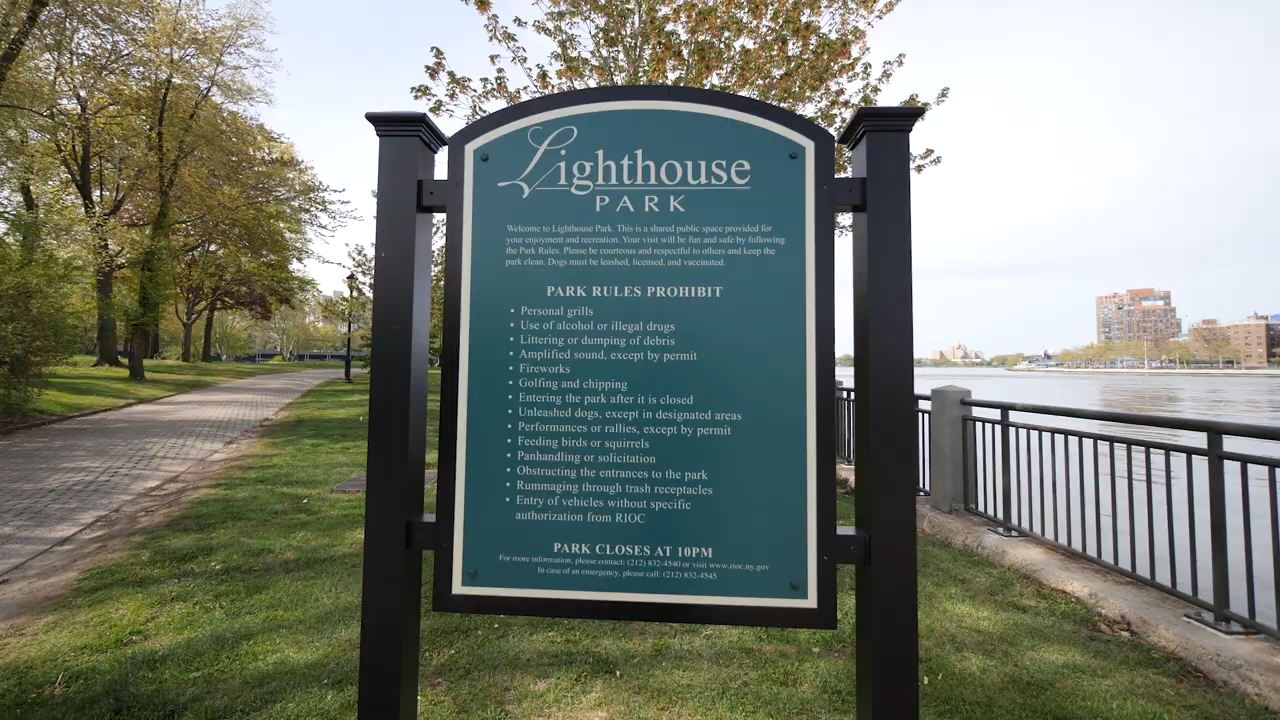 Lighthouse
PARK
Welcome to Lighthouse Park. This is a shared public space provided for
your enjoyment and recreation. Your visit will be fun and safe by following
the Park Rules. Please be courteous and respectful to others and keep the
park clean. Dogs must be leashed, licensed, and vaccinated.
PARK RULES PROHIBIT
• Personal grills
• Use of alcohol or illegal drugs
• Littering or dumping of debris
• Amplified sound, except by permit
• Fireworks
• Golfing and chipping
• Entering the park after it is closed
• Unleashed dogs, except in designated areas
• Performances or rallies, except by permit
• Feeding birds or squirrels
• Panhandling or solicitation
• Obstructing the entrances to the park
• Rummaging through trash receptacles
• Entry of vehicles without specific
authorization from RIOC
PARK CLOSES AT 10PM
For more information, please contact: (212) 832-4540 or visit www.rioc.ny.gov
In case of an emergency, please call: (212) 832-4545